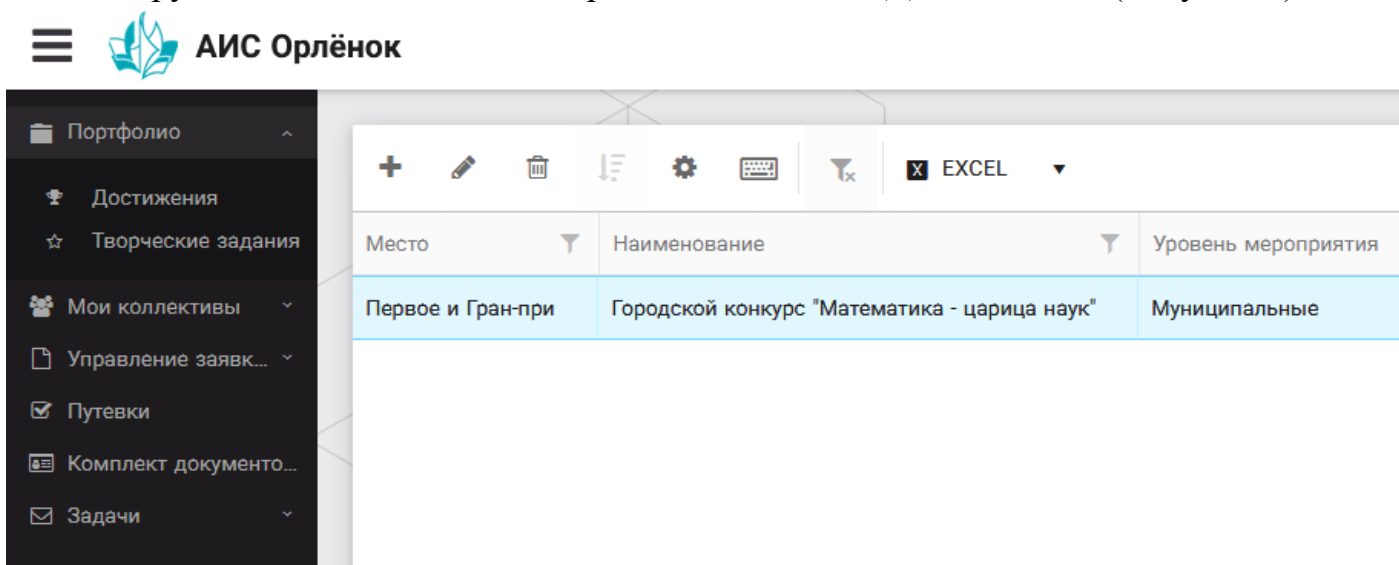 АИС Орлёнок
Портфолио
Достижения
Творческие задания
Мои коллективы
Управление заявк...
Путевки
Комплект документо...
Задачи
EXCEL
Место Наименование Уровень мероприятия
Первое и Гран-при Городской конкурс "Математика - царица наук" Муниципальные